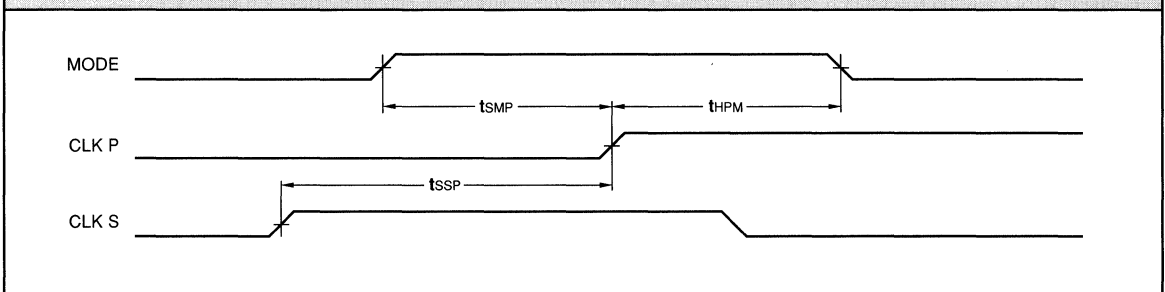 MODE
tSMP
tHPM
CLK P
tSSP
CLK S